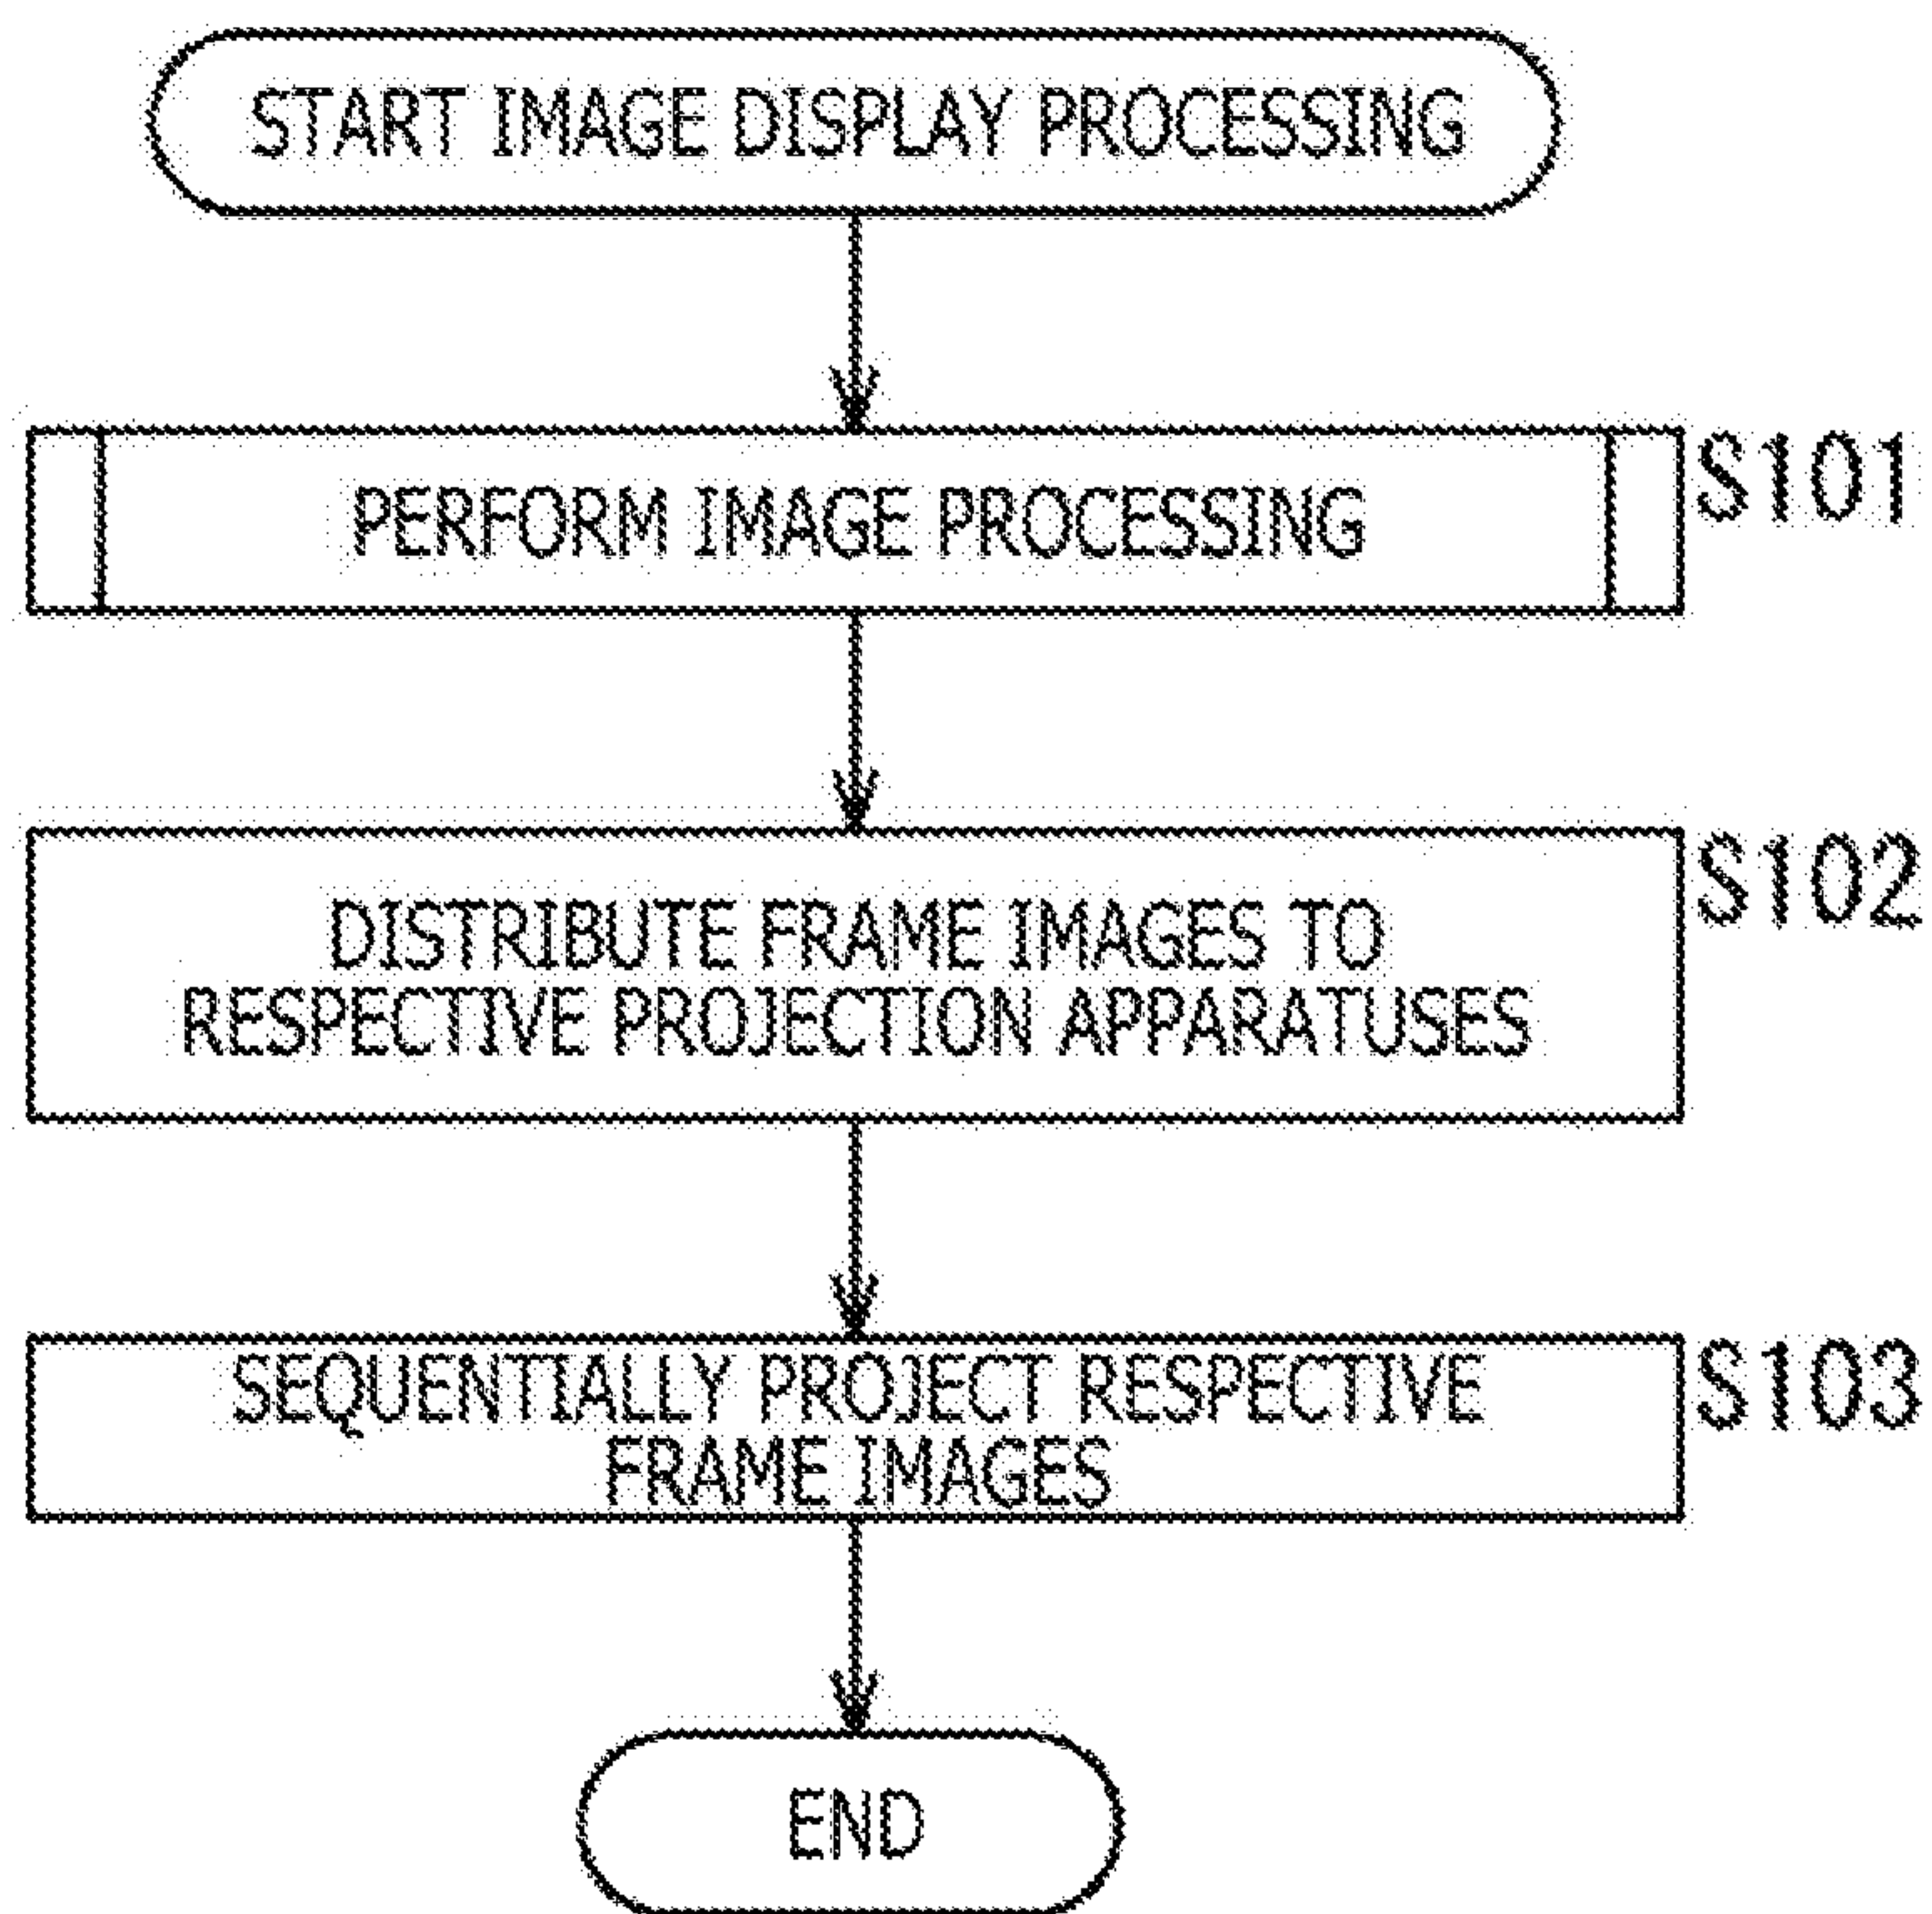 START IMAGE DISPLAY PROCESSING
PERFORM IMAGE PROCESSING
S101
DISTRIBUTE FRAME IMAGES TO
RESPECTIVE PROJECTION APPARATUSES
S102
SEQUENTIALLY PROJECT RESPECTIVE
FRAME IMAGES
S103
END